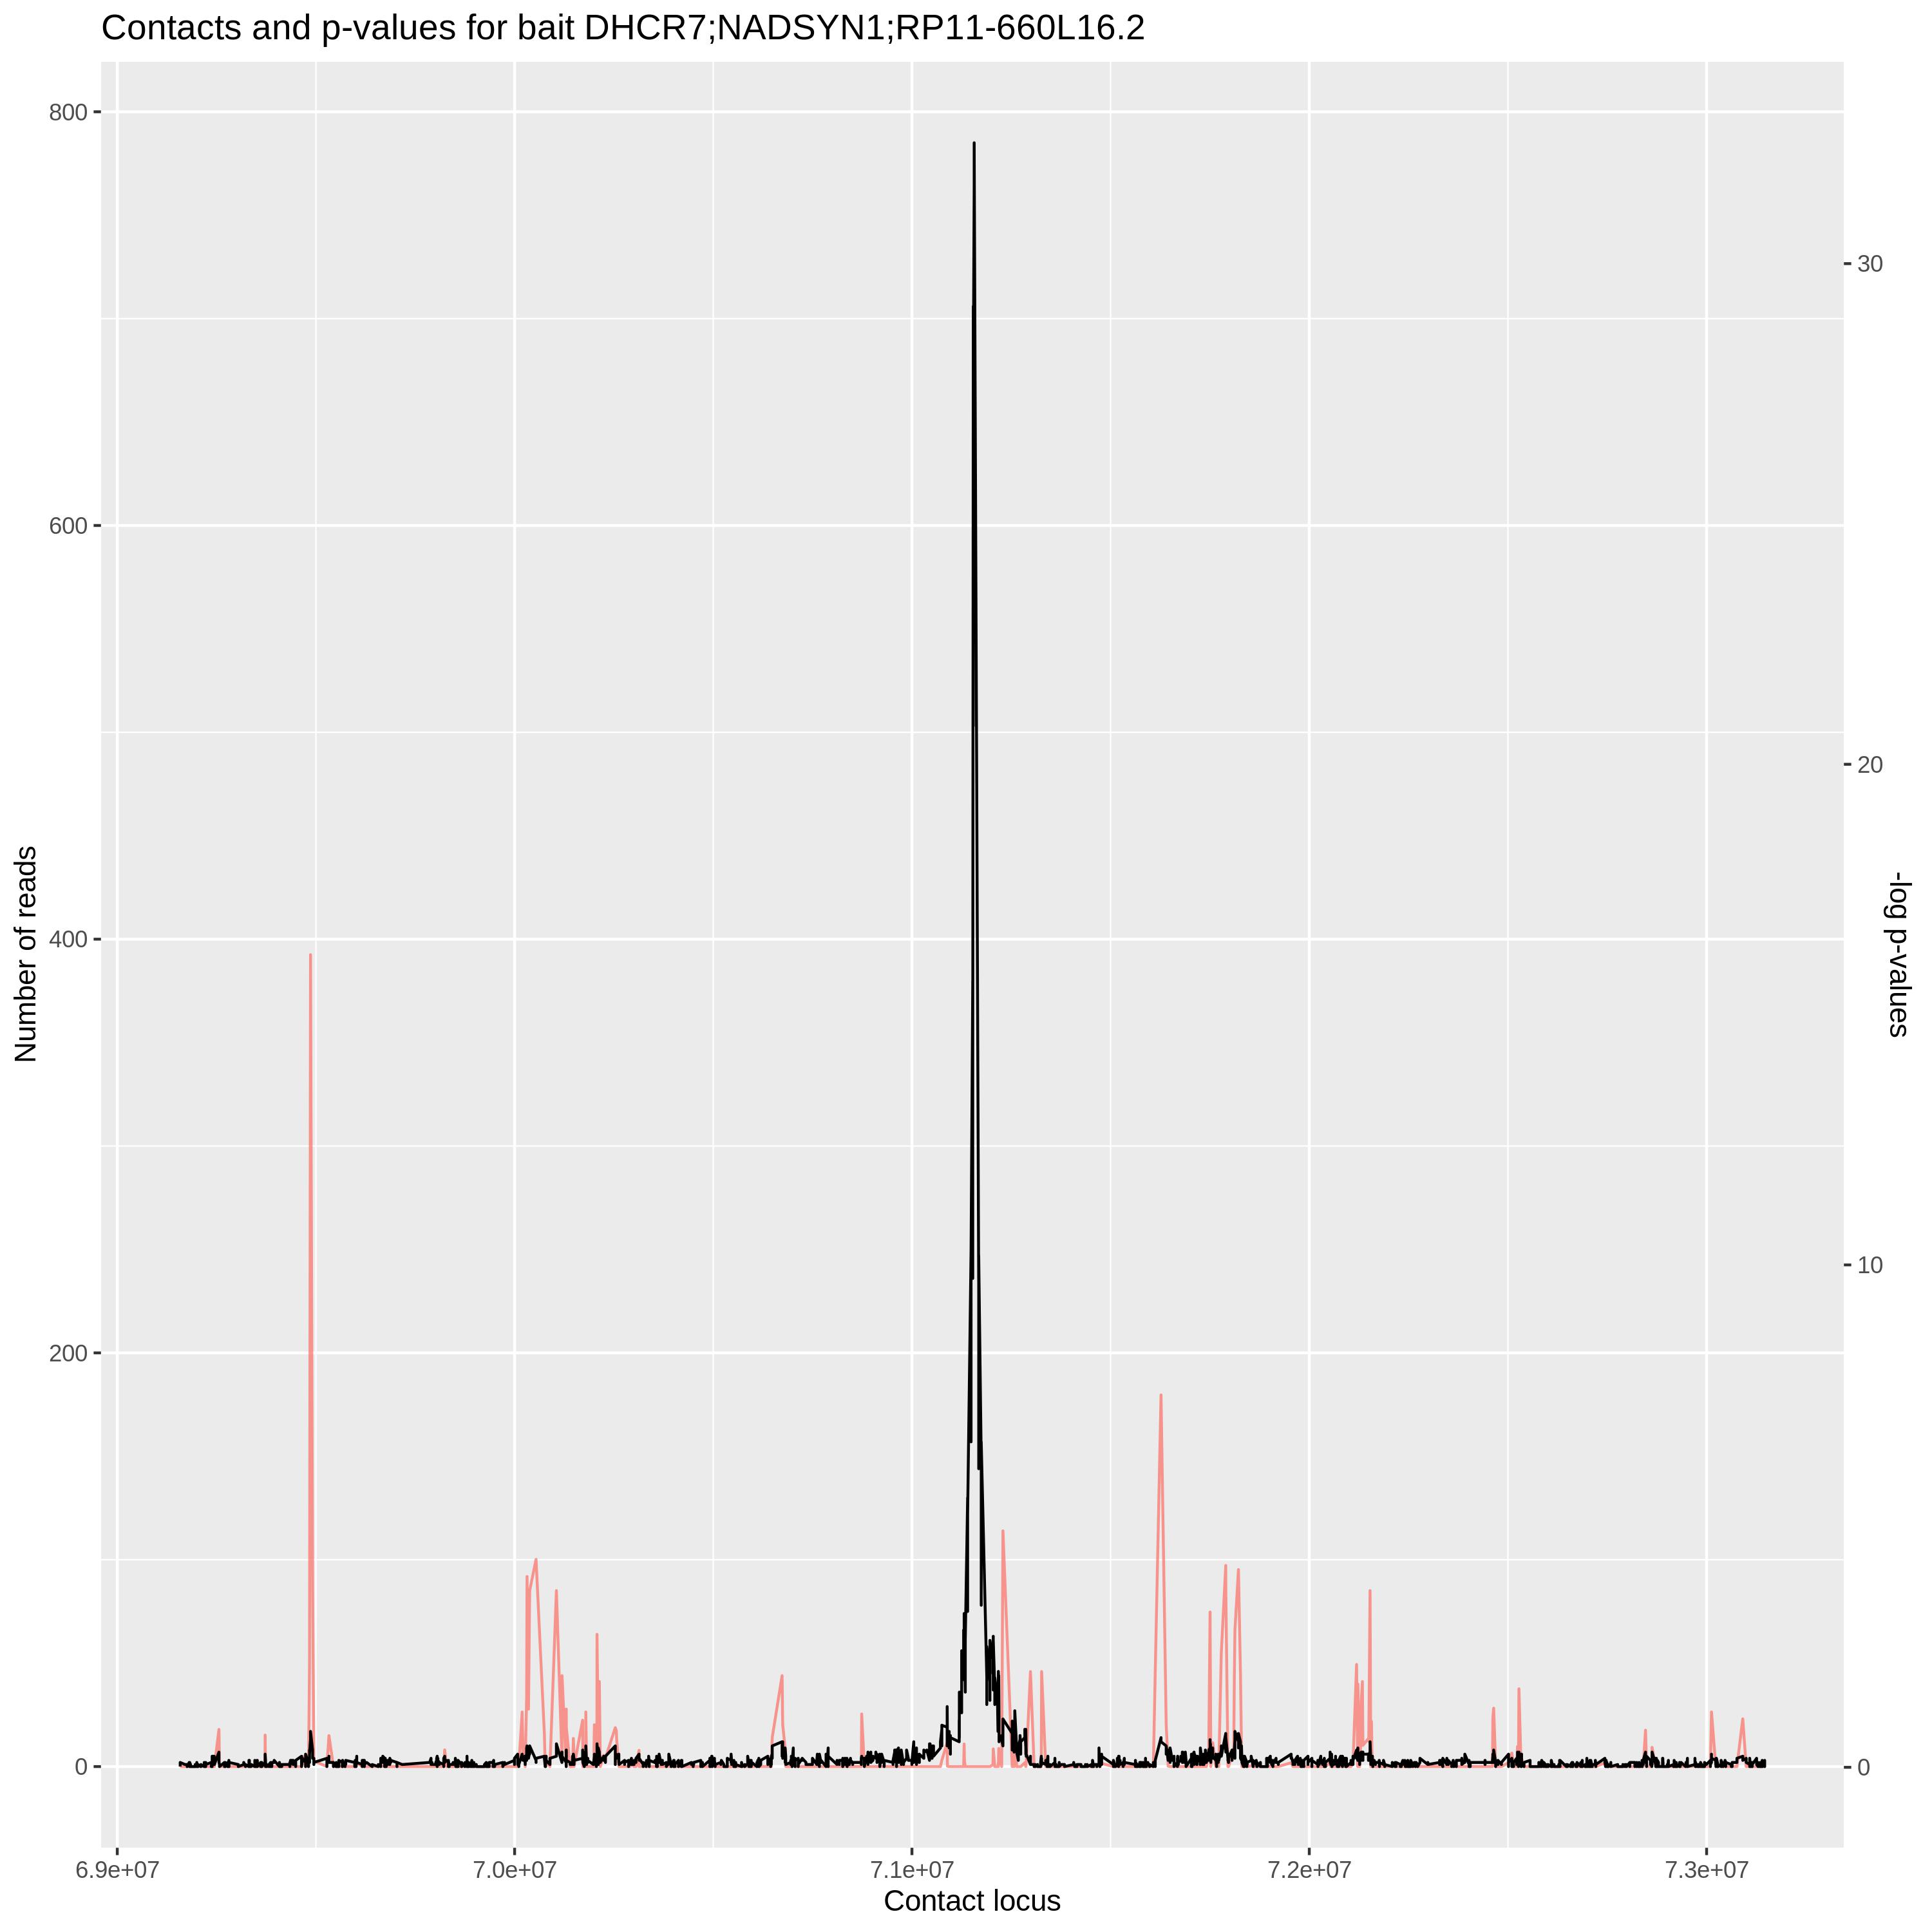 Contacts and p-values for bait DHCR7;NADSYN1;RP11-660L16.2
800
600
400
200
0
Number of reads
30
20
10
0
-log p-values
6.9e+07
7.0e+07
7.1e+07
7.2e+07
7.3e+07
Contact locus